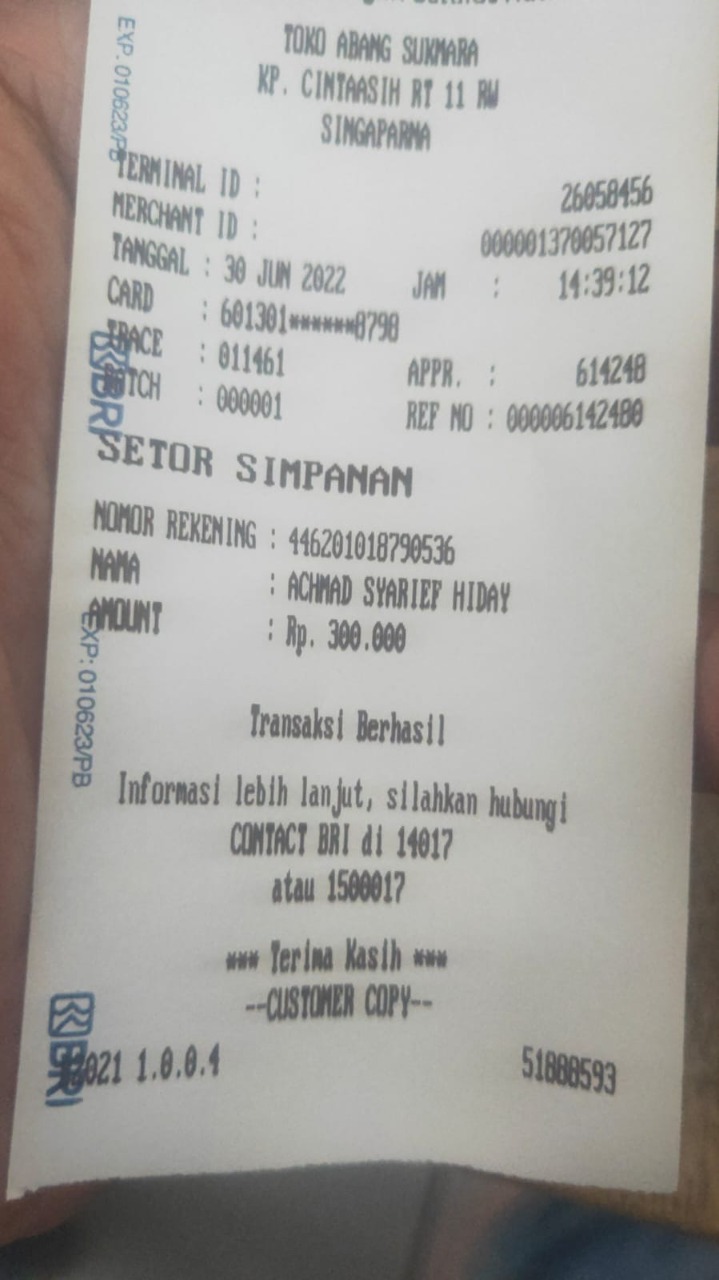 TOKO ABANG SUKMARA
KP. CINTAASIH RT 11 RW
SINGAPARNA
EXP. 010623/PB
TERMINAL ID : 26058456
MERCHANT ID : 000001370057127
TANGGAL : 30 JUN 2022 JAM : 14:39:12
CARD : 601301******8798
TRACE : 011461 APPR. : 614248
BATCH : 000001 REF NO : 000006142480
BRI
SETOR SIMPANAN
NOMOR REKENING : 446201018790536
NAMA : ACHMAD SYARIEF HIDAY
AMOUNT : Rp. 300.000
EXP: 010623/PB
Transaksi Berhasil
Informasi lebih lanjut, silahkan hubungi
CONTACT BRI di 14017
atau 1500017
*** Terima Kasih ***
--CUSTOMER COPY--
BRI
1.0.0.4